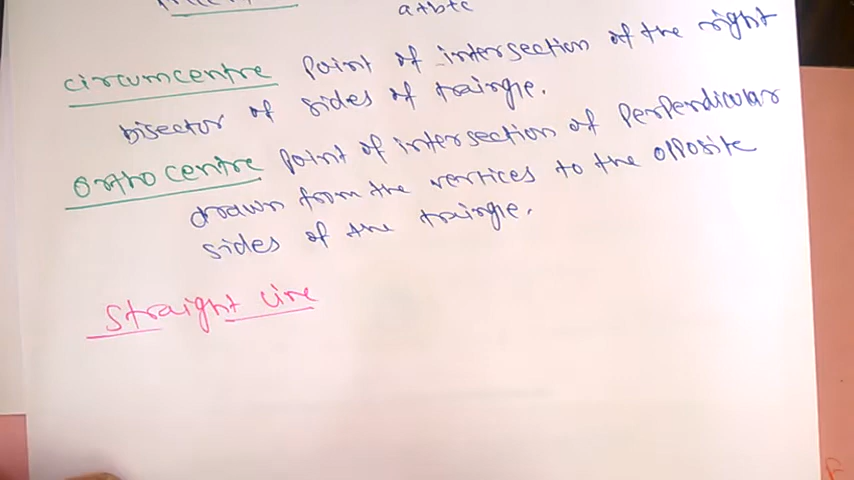 a+b+c
circumcentre point of intersection of the right
bisector of sides of traingle.
orthocentre point of intersection of perpendicular
drawn from the vertices to the opposite
sides of the traingle.
straight line